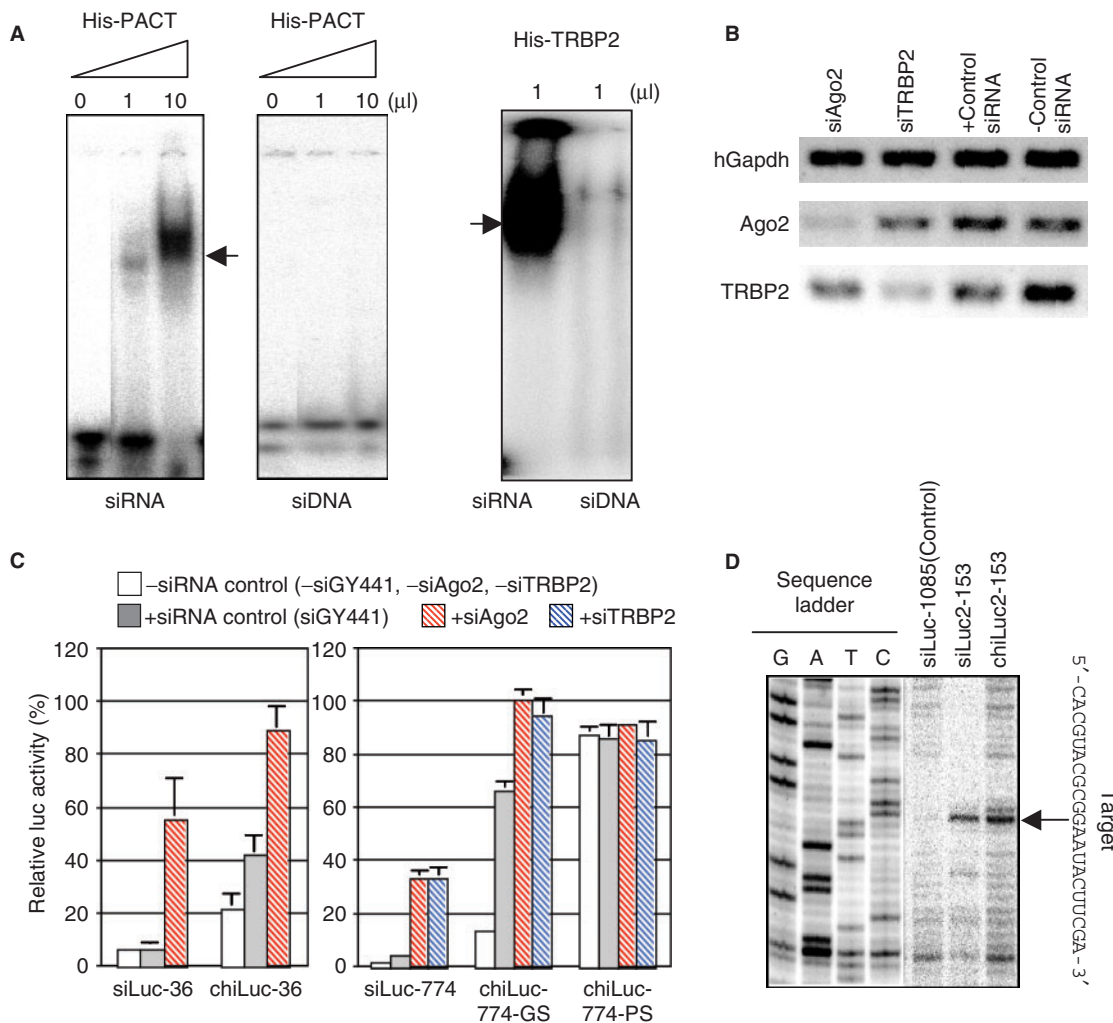 A
His-PACT
0 1 10
siRNA
His-PACT
0 1 10 (μl)
siDNA
His-TRBP2
1 1 (μl)
siRNA siDNA
B
siAgo2
siTRBP2
+Control
siRNA
-Control
siRNA
hGapdh
Ago2
TRBP2
C
–siRNA control (–siGY441, –siAgo2, –siTRBP2)
+siRNA control (siGY441) +siAgo2 +siTRBP2
Relative luc activity (%)
120
100
80
60
40
20
0
siLuc-36 chiLuc-36
120
100
80
60
40
20
0
siLuc-774 chiLuc- chiLuc-
774-GS 774-PS
D
Sequence
ladder
G A T C
siLuc-1085(Control)
siLuc2-153
chiLuc2-153
Target
5′-CACGUACGCGGAAUACUUCGA-3′